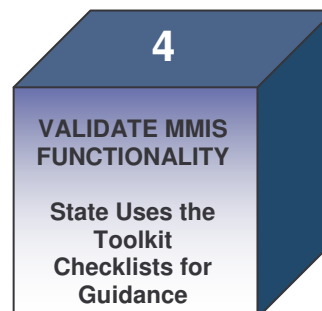 4
VALIDATE MMIS
FUNCTIONALITY
State Uses the
Toolkit
Checklists for
Guidance